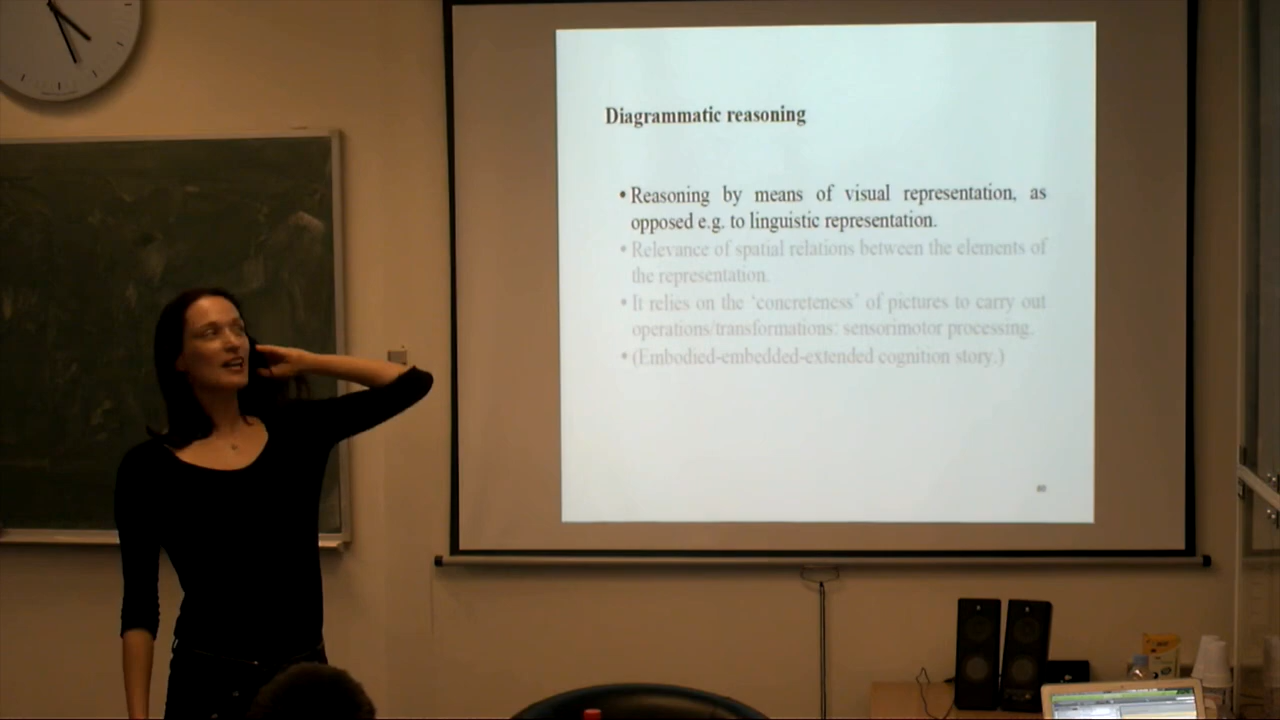 Diagrammatic reasoning
• Reasoning by means of visual representation, as
opposed e.g. to linguistic representation.
• Relevance of spatial relations between the elements of
the representation.
• It relies on the ‘concreteness’ of pictures to carry out
operations/transformations: sensorimotor processing.
• (Embodied-embedded-extended cognition story.)